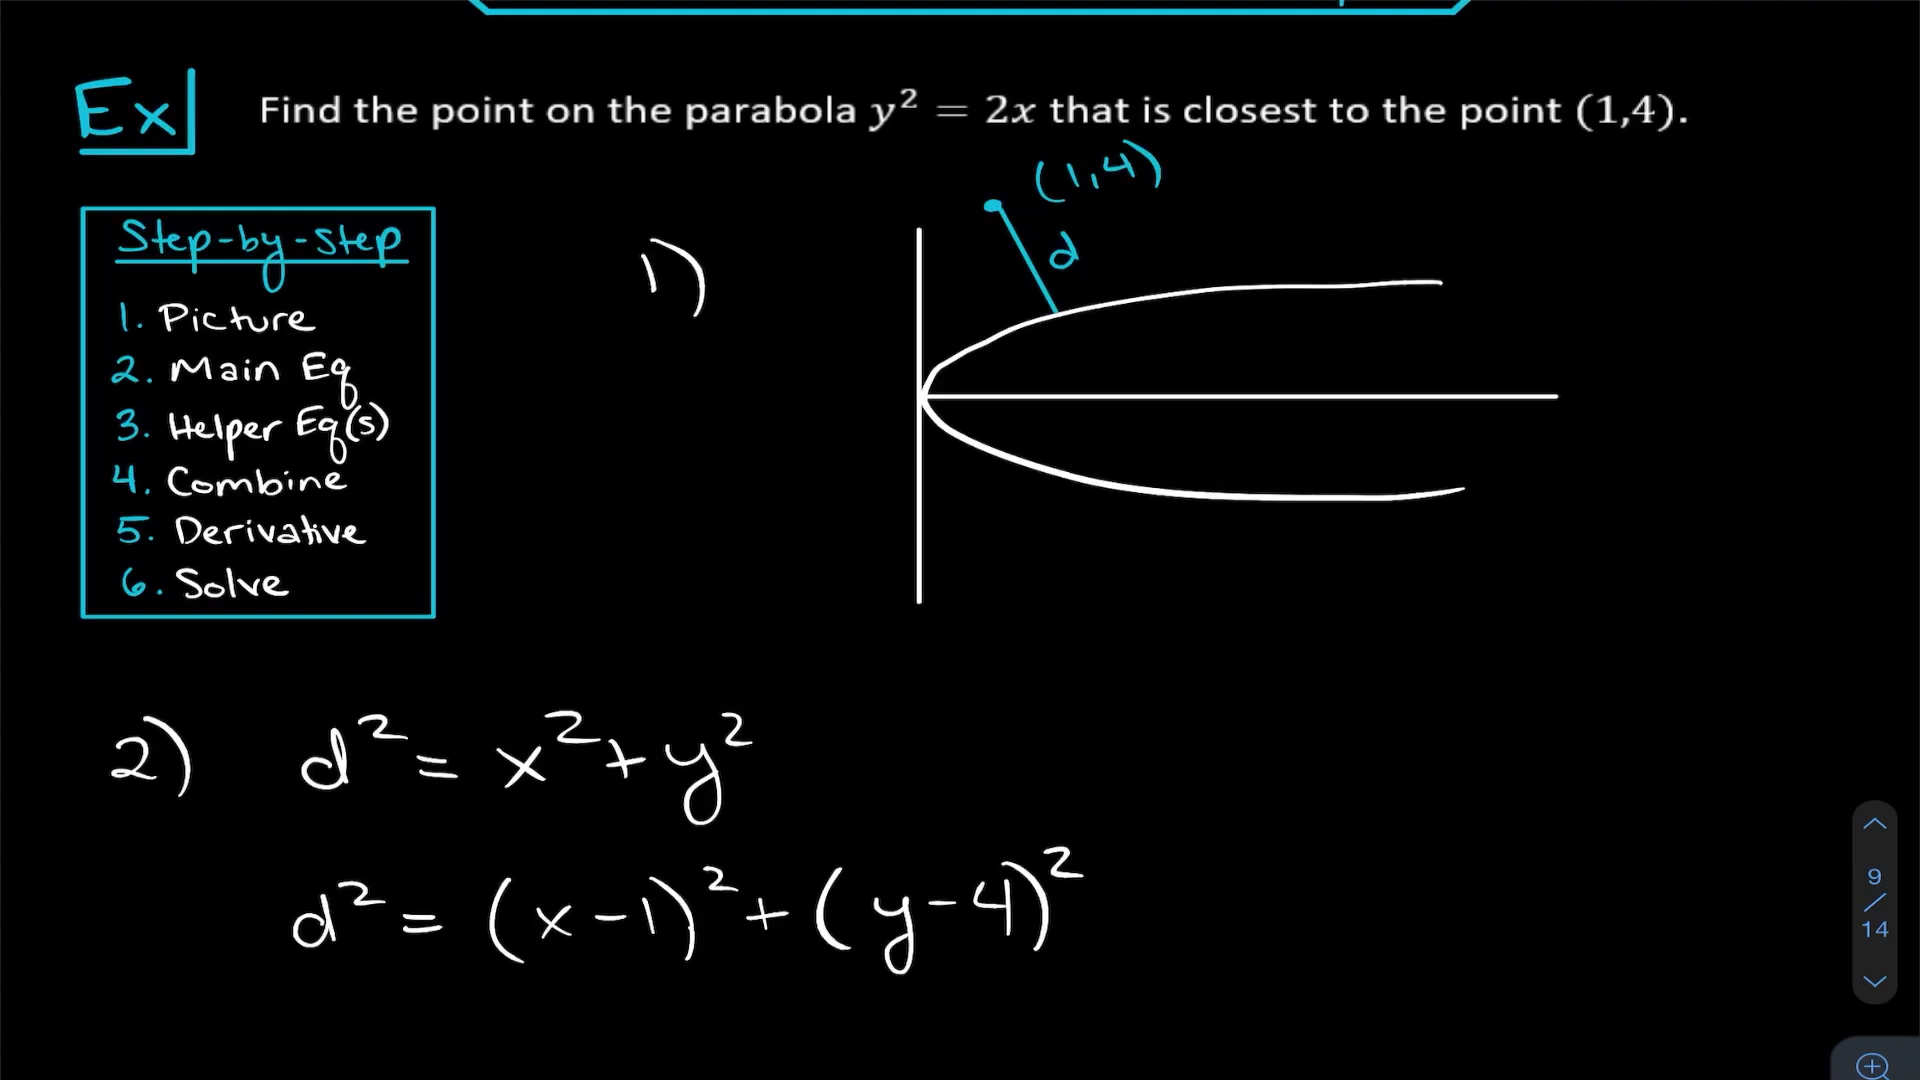 Ex Find the point on the parabola y² = 2x that is closest to the point (1,4).
(1,4)
d
1)
Step-by-step
1. Picture
2. Main Eq
3. Helper Eq(s)
4. Combine
5. Derivative
6. Solve
2) d² = x² + y²
d² = (x-1)² + (y-4)²
9
/
14